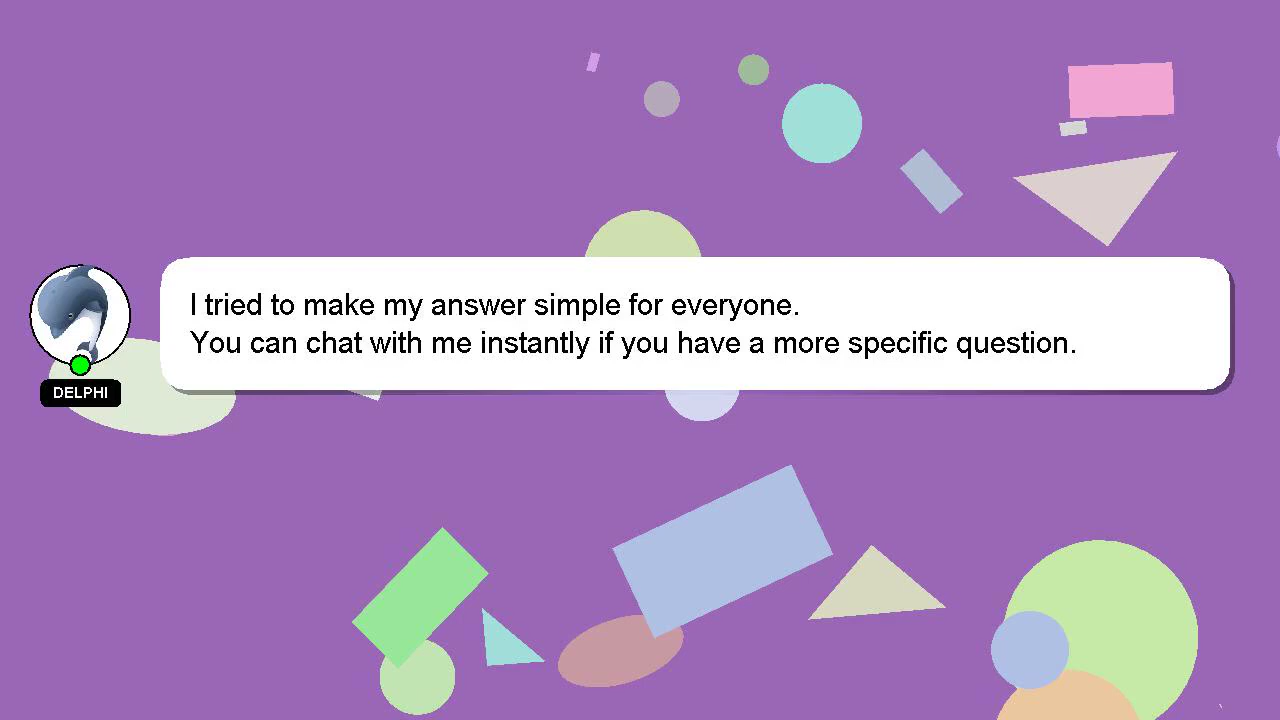 I tried to make my answer simple for everyone.
You can chat with me instantly if you have a more specific question.
DELPHI